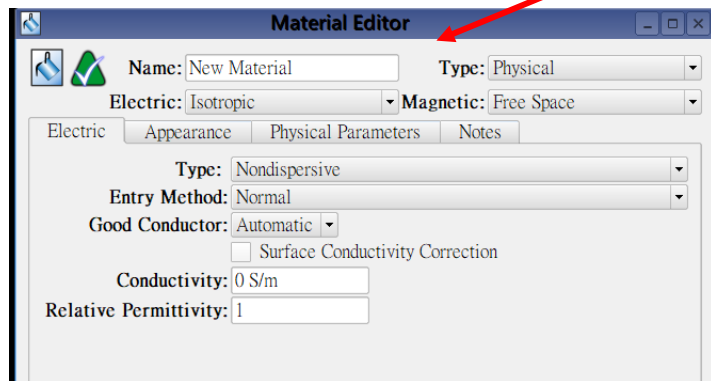 Material Editor
Name: New Material Type: Physical
Electric: Isotropic Magnetic: Free Space
Electric Appearance Physical Parameters Notes
Type: Nondispersive
Entry Method: Normal
Good Conductor: Automatic
Surface Conductivity Correction
Conductivity: 0 S/m
Relative Permittivity: 1